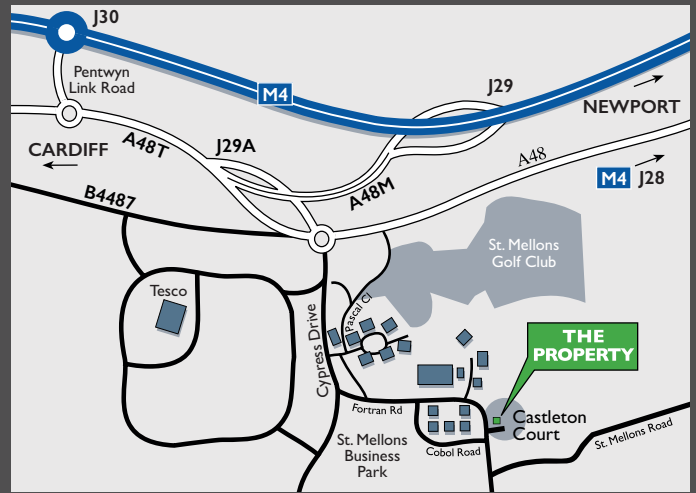 J30
Pentwyn
Link Road
M4
J29
NEWPORT
A48T
J29A
CARDIFF
A48
M4 J28
A48M
B4487
St. Mellons
Golf Club
Tesco
Pascal Cl
Cypress Drive
THE
PROPERTY
Fortran Rd
Castleton
Court
St. Mellons Road
St. Mellons
Business
Park
Cobol Road